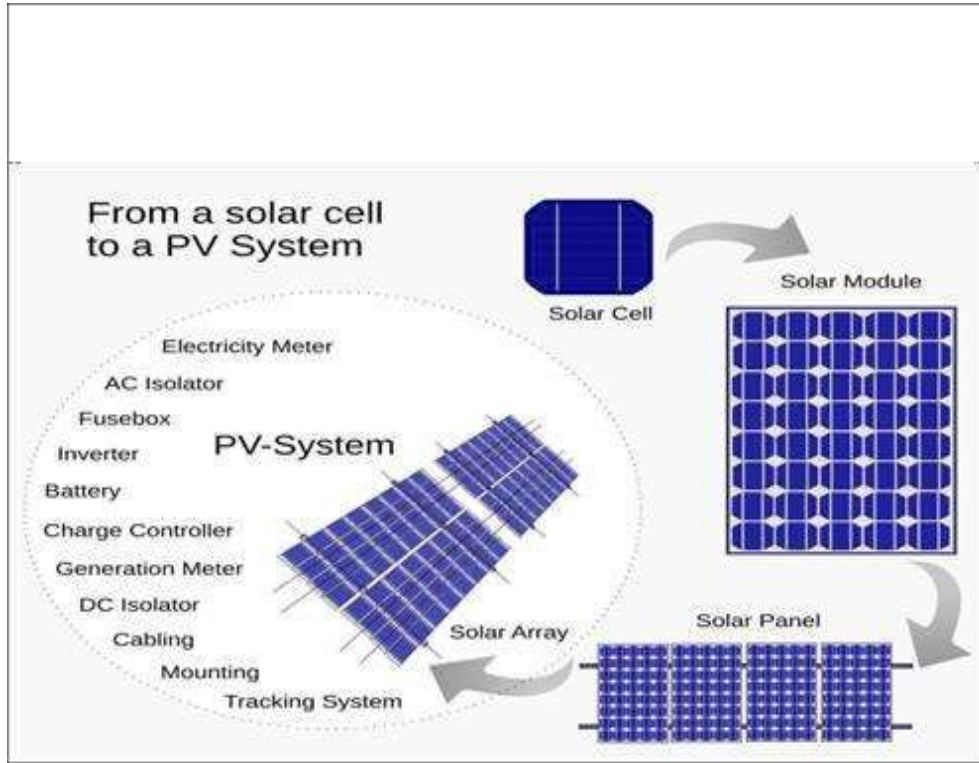 From a solar cell
to a PV System
Solar Cell
Solar Module
Solar Panel
Solar Array
PV-System
Electricity Meter
AC Isolator
Fusebox
Inverter
Battery
Charge Controller
Generation Meter
DC Isolator
Cabling
Mounting
Tracking System